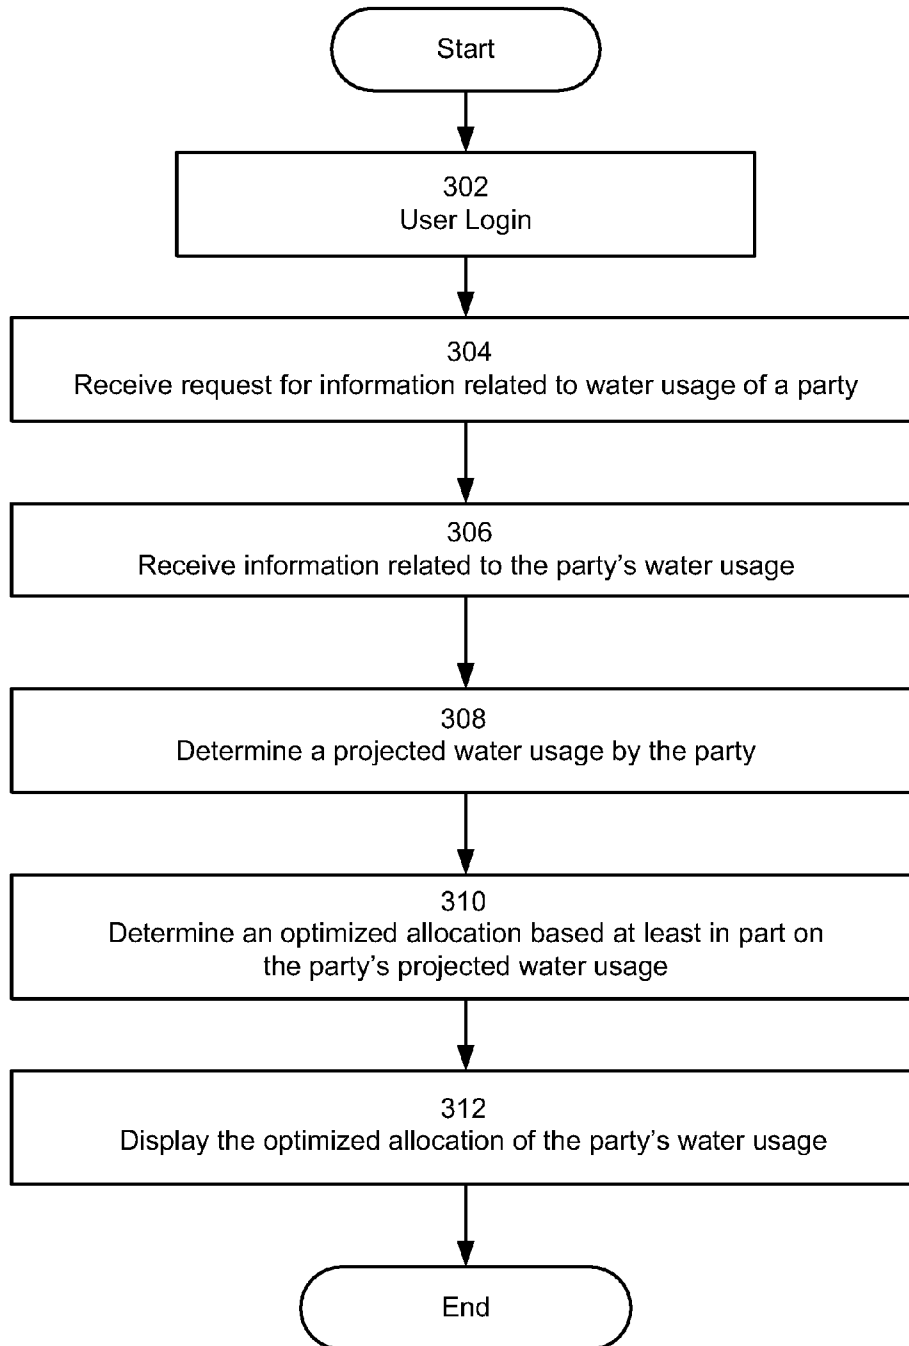 Start
302
User Login
304
Receive request for information related to water usage of a party
306
Receive information related to the party's water usage
308
Determine a projected water usage by the party
310
Determine an optimized allocation based at least in part on
the party's projected water usage
312
Display the optimized allocation of the party's water usage
End